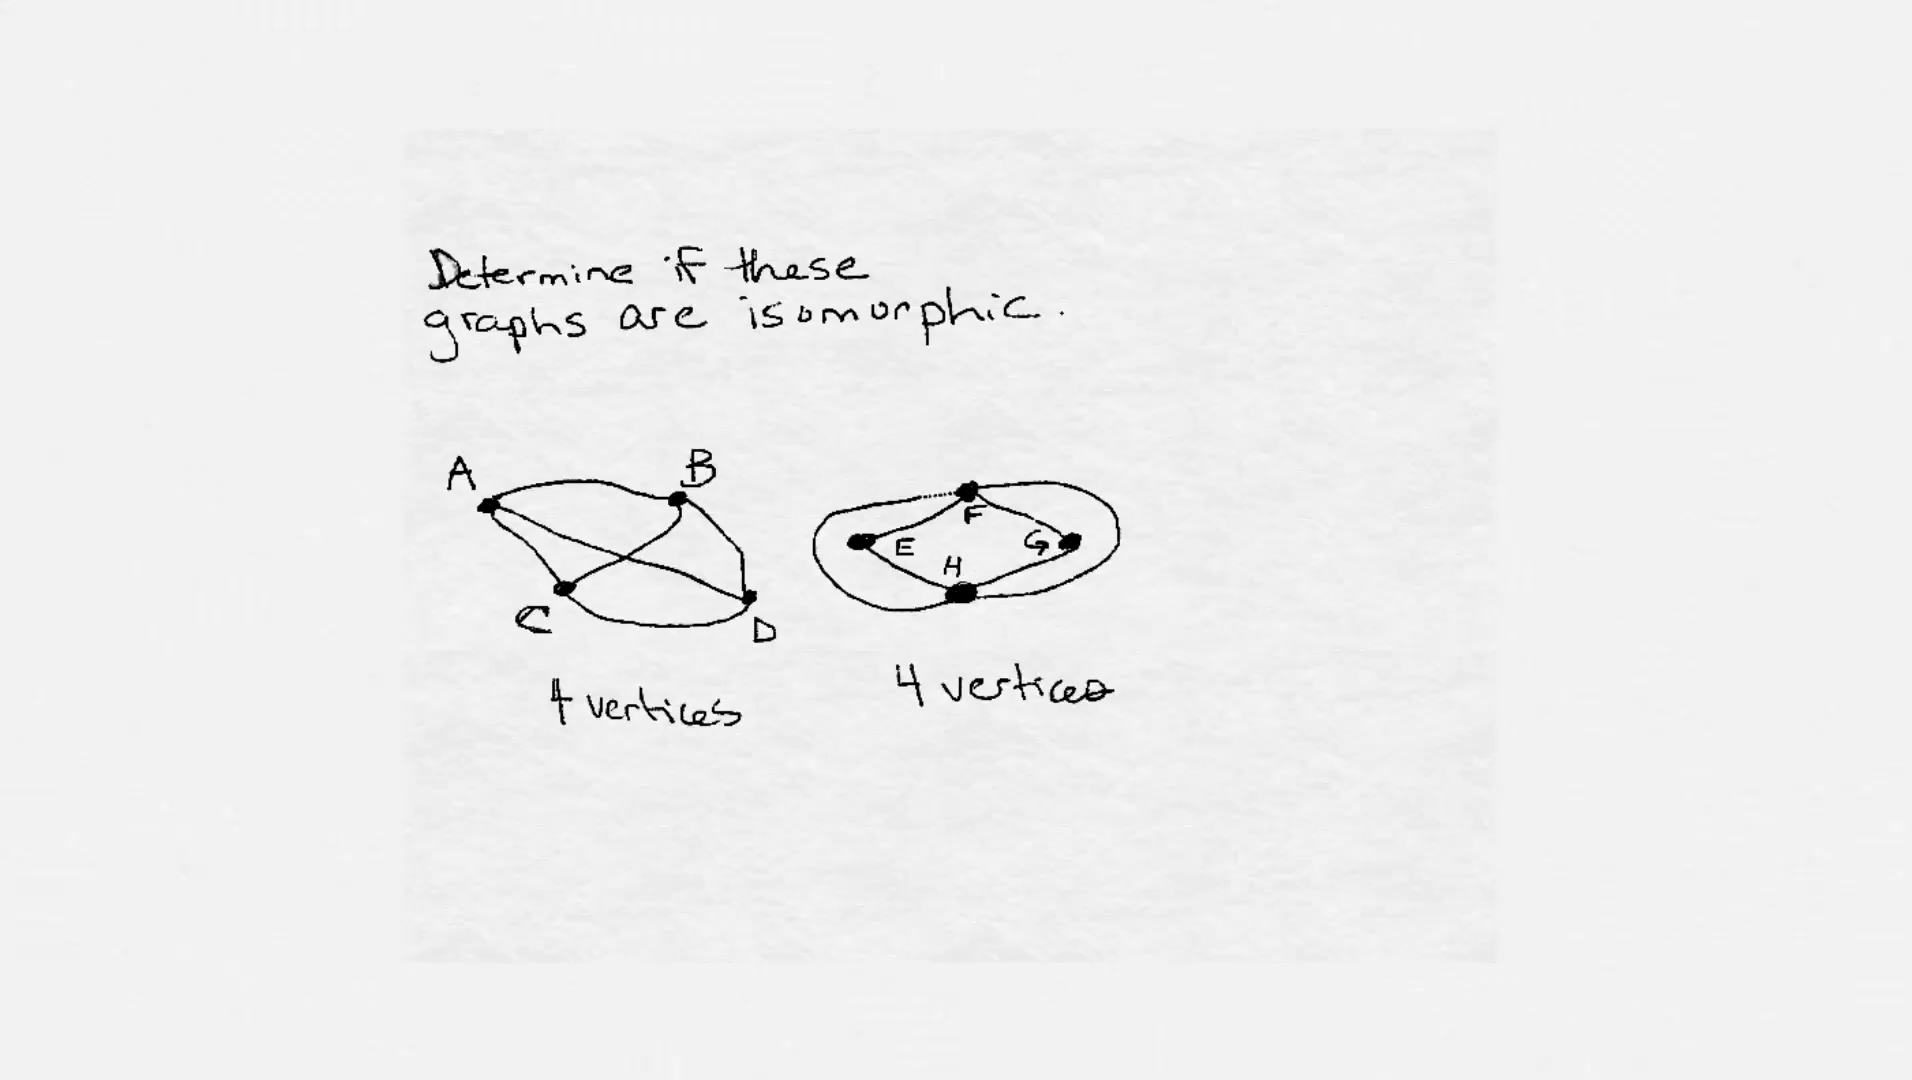 Determine if these
graphs are isomorphic.
A
B
C
D
F
E
G
H
4 vertices
4 vertices